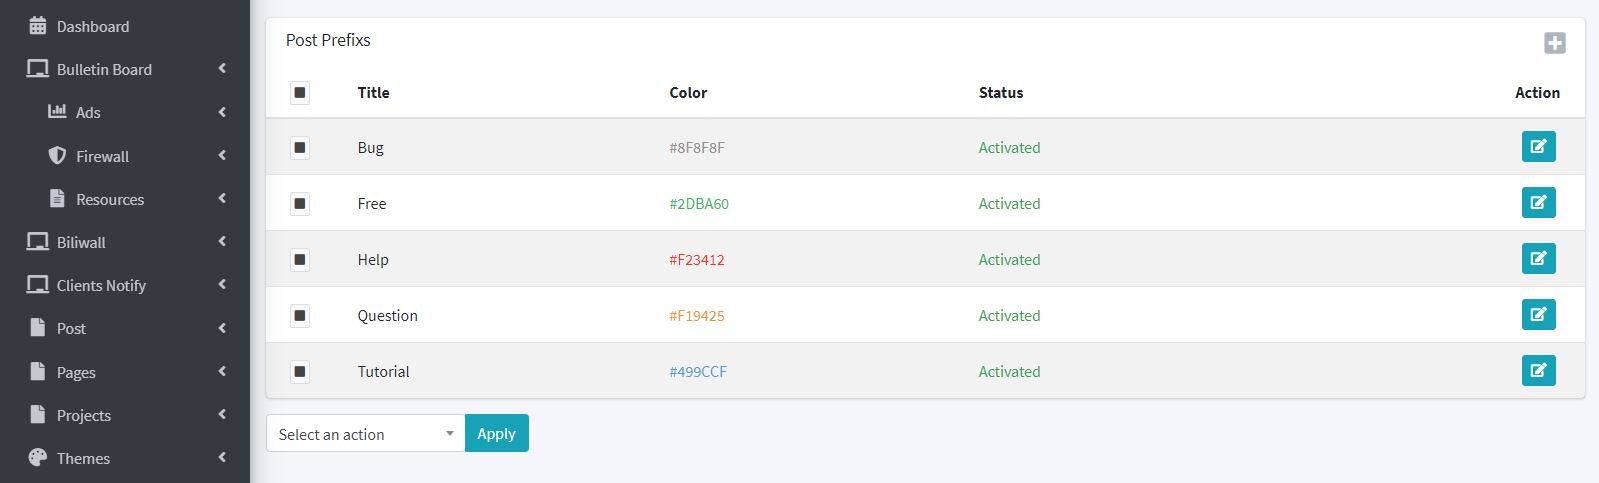 Dashboard
Bulletin Board
Ads
Firewall
Resources
Biliwall
Clients Notify
Post
Pages
Projects
Themes
Post Prefixs
Title Color Status Action
Bug #8F8F8F Activated
Free #2DBA60 Activated
Help #F23412 Activated
Question #F19425 Activated
Tutorial #499CCF Activated
Select an action Apply